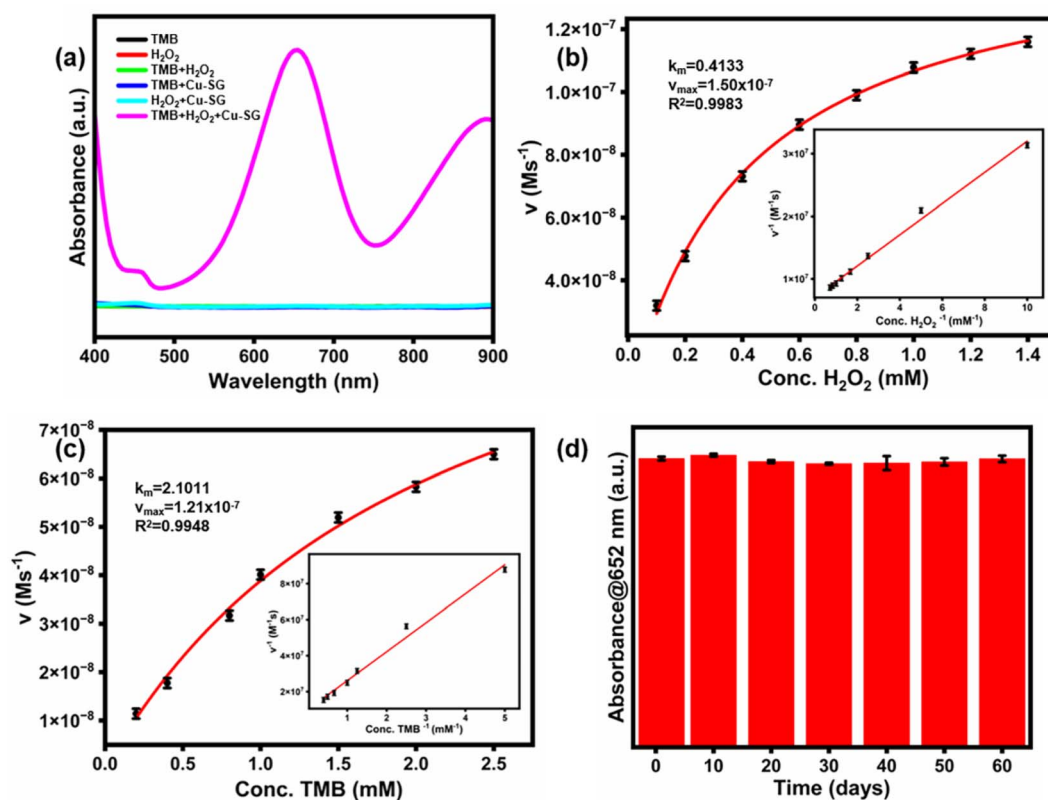 (a)
TMB
H₂O₂
TMB+H₂O₂
TMB+Cu-SG
H₂O₂+Cu-SG
TMB+H₂O₂+Cu-SG
Absorbance (a.u.)
400 500 600 700 800 900
Wavelength (nm)
(b)
kₘ=0.4133
vₘₐₓ=1.50x10⁻⁷
R²=0.9983
v (Ms⁻¹)
1.2×10⁻⁷
1.0×10⁻⁷
8.0×10⁻⁸
6.0×10⁻⁸
4.0×10⁻⁸
0.0 0.2 0.4 0.6 0.8 1.0 1.2 1.4
Conc. H₂O₂ (mM)
v⁻¹ (M⁻¹s)
3×10⁷
2×10⁷
1×10⁷
2 4 6 8 10
Conc. H₂O₂ ⁻¹ (mM⁻¹)
(c)
kₘ=2.1011
vₘₐₓ=1.21x10⁻⁷
R²=0.9948
v (Ms⁻¹)
7×10⁻⁸
6×10⁻⁸
5×10⁻⁸
4×10⁻⁸
3×10⁻⁸
2×10⁻⁸
1×10⁻⁸
0.0 0.5 1.0 1.5 2.0 2.5
Conc. TMB (mM)
v⁻¹ (M⁻¹s)
8×10⁷
6×10⁷
4×10⁷
2×10⁷
1 2 3 4 5
Conc. TMB ⁻¹ (mM⁻¹)
(d)
Absorbance@652 nm (a.u.)
0 10 20 30 40 50 60
Time (days)